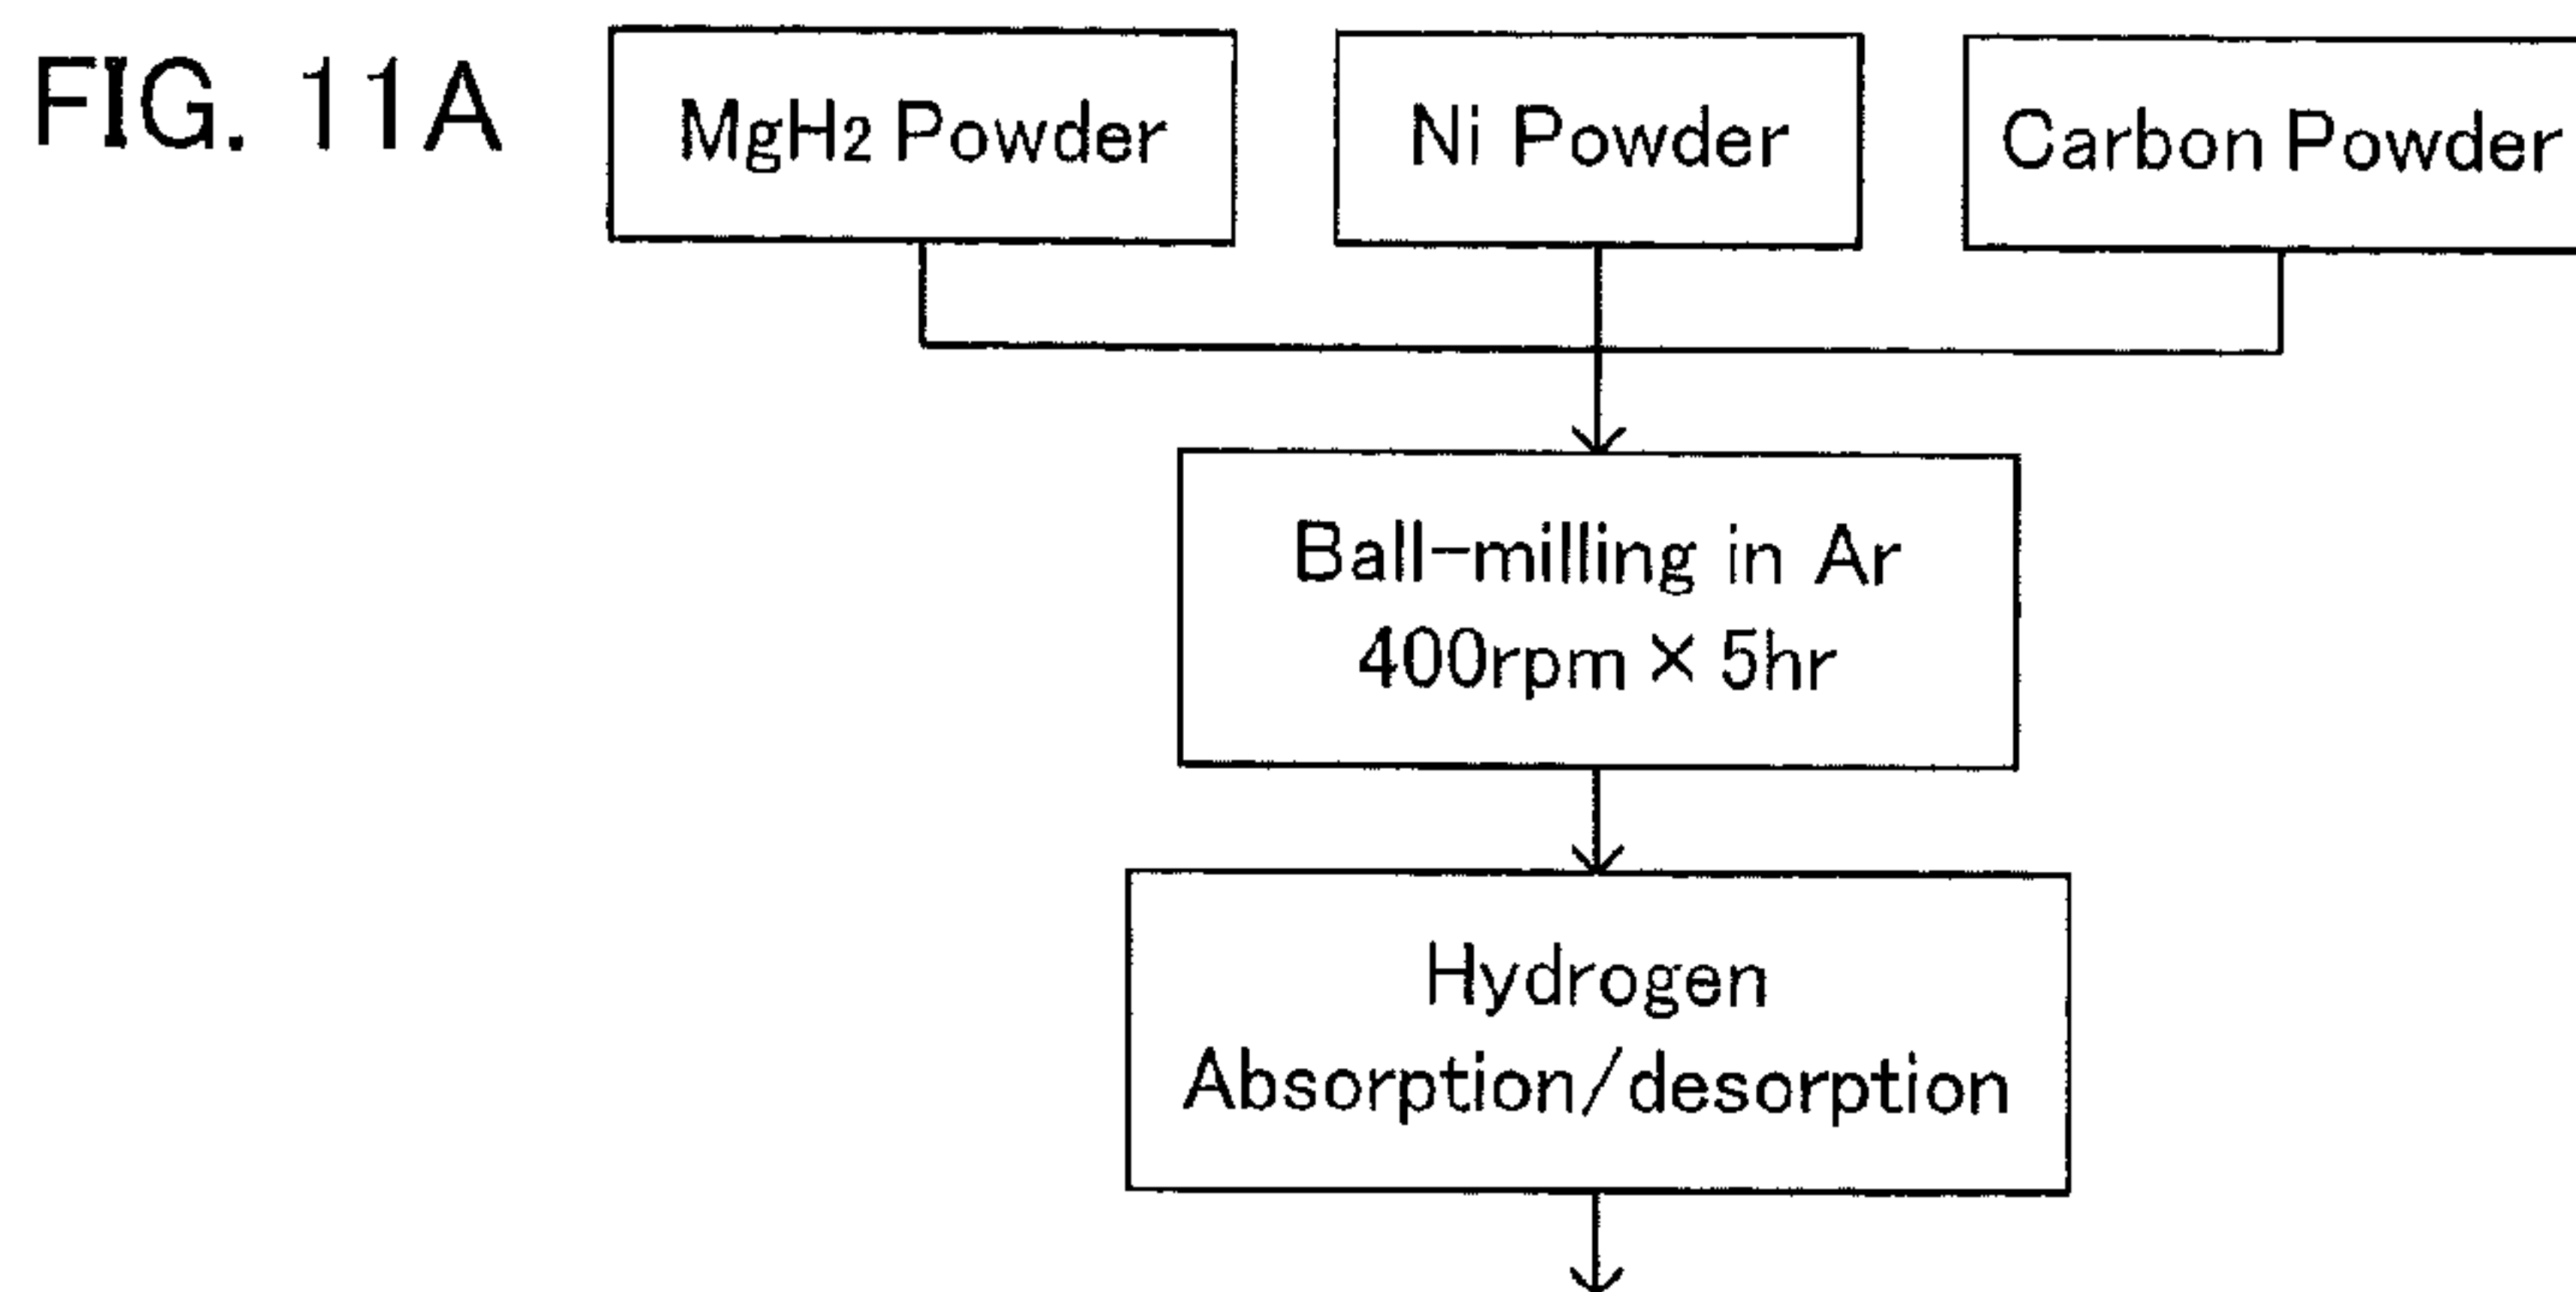 FIG. 11A
MgH2 Powder
Ni Powder
Carbon Powder
Ball-milling in Ar
400rpm × 5hr
Hydrogen
Absorption/desorption